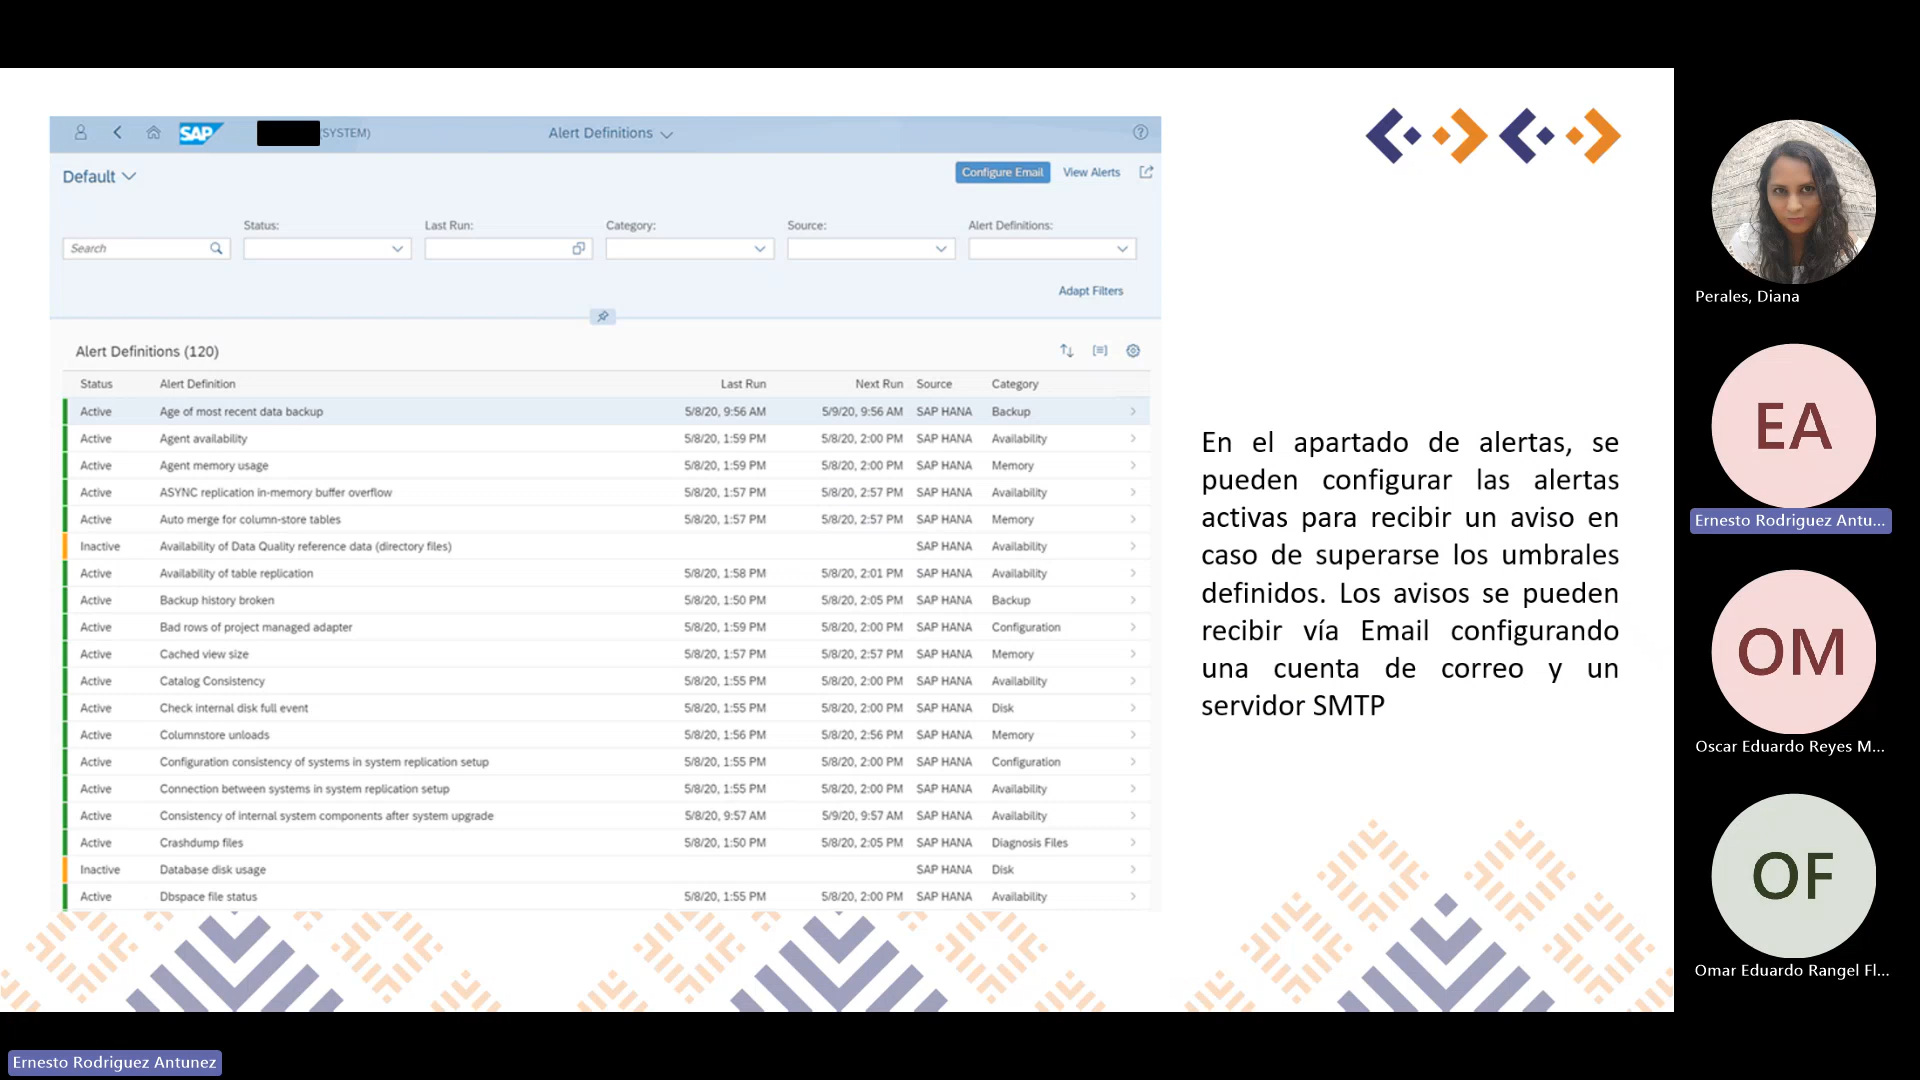 SAP
(SYSTEM)
Alert Definitions
Default
Configure Email
View Alerts
Status:
Last Run:
Category:
Source:
Alert Definitions:
Search
Adapt Filters
Alert Definitions (120)
Status Alert Definition Last Run Next Run Source Category
Active Age of most recent data backup 5/8/20, 9:56 AM 5/9/20, 9:56 AM SAP HANA Backup
Active Agent availability 5/8/20, 1:59 PM 5/8/20, 2:00 PM SAP HANA Availability
Active Agent memory usage 5/8/20, 1:59 PM 5/8/20, 2:00 PM SAP HANA Memory
Active ASYNC replication in-memory buffer overflow 5/8/20, 1:57 PM 5/8/20, 2:57 PM SAP HANA Availability
Active Auto merge for column-store tables 5/8/20, 1:57 PM 5/8/20, 2:57 PM SAP HANA Memory
Inactive Availability of Data Quality reference data (directory files) SAP HANA Availability
Active Availability of table replication 5/8/20, 1:58 PM 5/8/20, 2:01 PM SAP HANA Availability
Active Backup history broken 5/8/20, 1:50 PM 5/8/20, 2:05 PM SAP HANA Backup
Active Bad rows of project managed adapter 5/8/20, 1:59 PM 5/8/20, 2:00 PM SAP HANA Configuration
Active Cached view size 5/8/20, 1:57 PM 5/8/20, 2:57 PM SAP HANA Memory
Active Catalog Consistency 5/8/20, 1:55 PM 5/8/20, 2:00 PM SAP HANA Availability
Active Check internal disk full event 5/8/20, 1:55 PM 5/8/20, 2:00 PM SAP HANA Disk
Active Columnstore unloads 5/8/20, 1:56 PM 5/8/20, 2:56 PM SAP HANA Memory
Active Configuration consistency of systems in system replication setup 5/8/20, 1:55 PM 5/8/20, 2:00 PM SAP HANA Configuration
Active Connection between systems in system replication setup 5/8/20, 1:55 PM 5/8/20, 2:00 PM SAP HANA Availability
Active Consistency of internal system components after system upgrade 5/8/20, 9:57 AM 5/9/20, 9:57 AM SAP HANA Availability
Active Crashdump files 5/8/20, 1:50 PM 5/8/20, 2:05 PM SAP HANA Diagnosis Files
Inactive Database disk usage SAP HANA Disk
Active Dbspace file status 5/8/20, 1:55 PM 5/8/20, 2:00 PM SAP HANA Availability
En el apartado de alertas, se
pueden configurar las alertas
activas para recibir un aviso en
caso de superarse los umbrales
definidos. Los avisos se pueden
recibir vía Email configurando
una cuenta de correo y un
servidor SMTP
Perales, Diana
EA
Ernesto Rodriguez Antu...
OM
Oscar Eduardo Reyes M...
OF
Omar Eduardo Rangel Fl...
Ernesto Rodriguez Antunez